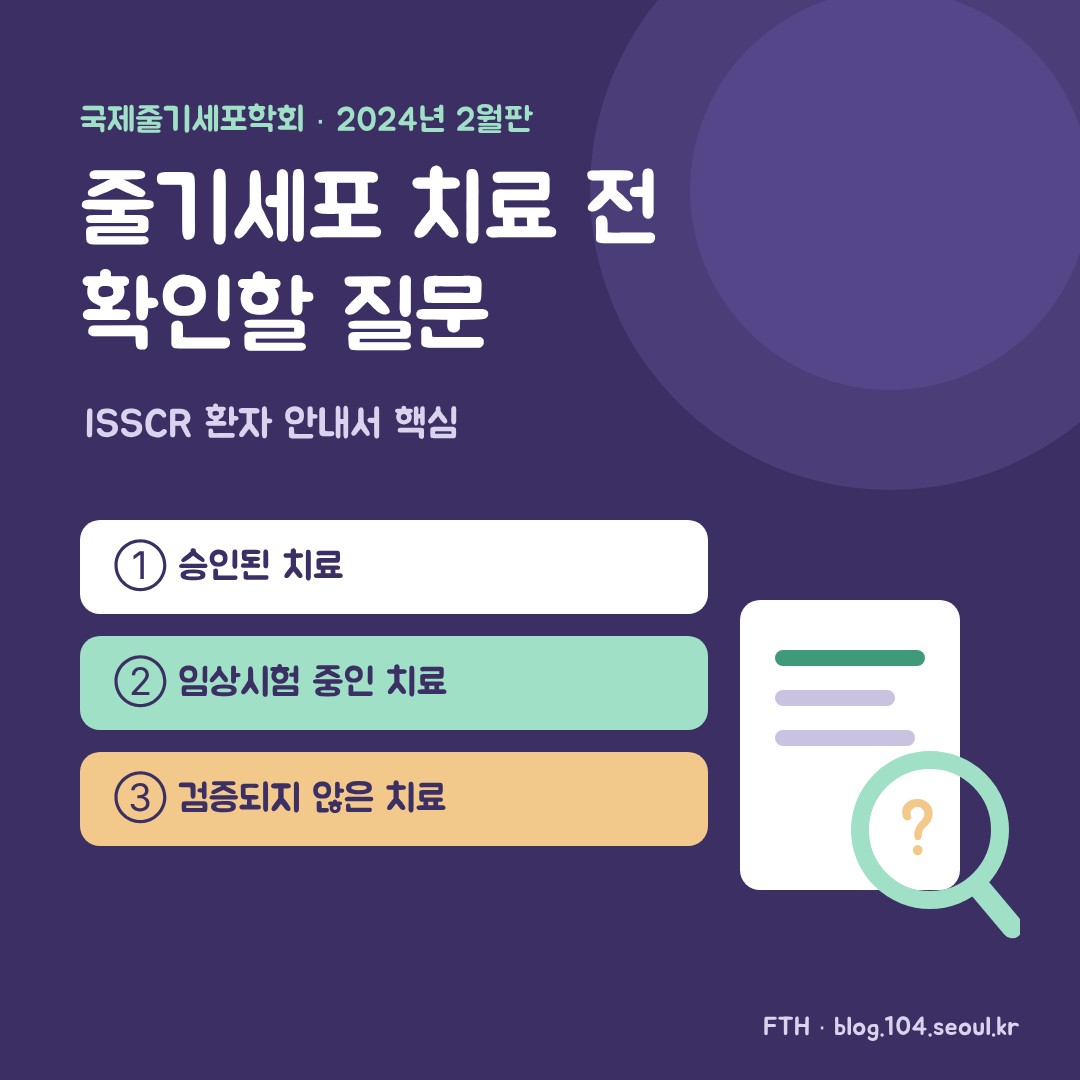 국제줄기세포학회 · 2024년 2월판
줄기세포 치료 전
확인할 질문
ISSCR 환자 안내서 핵심
① 승인된 치료
② 임상시험 중인 치료
③ 검증되지 않은 치료
?
FTH · blog.104.seoul.kr